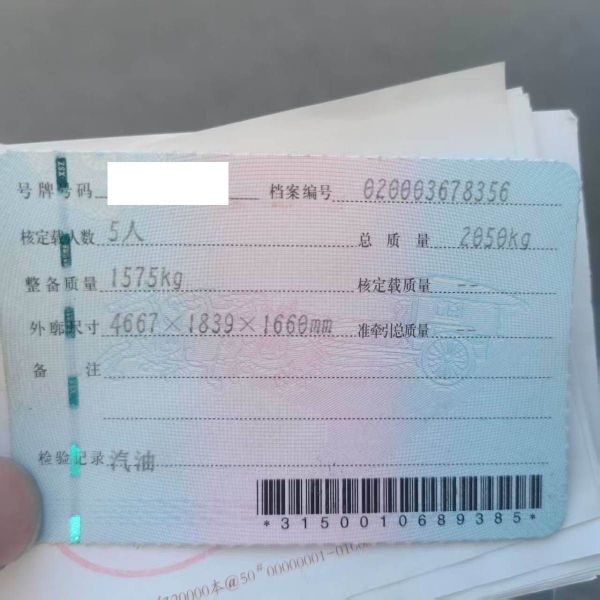 号牌号码 档案编号 020003678356
核定载人数 5人 总质量 2050kg
整备质量 1575kg 核定载质量 --
外廓尺寸 4667×1839×1660mm 准牵引总质量 --
备注
检验记录 汽油
*3150010689385*